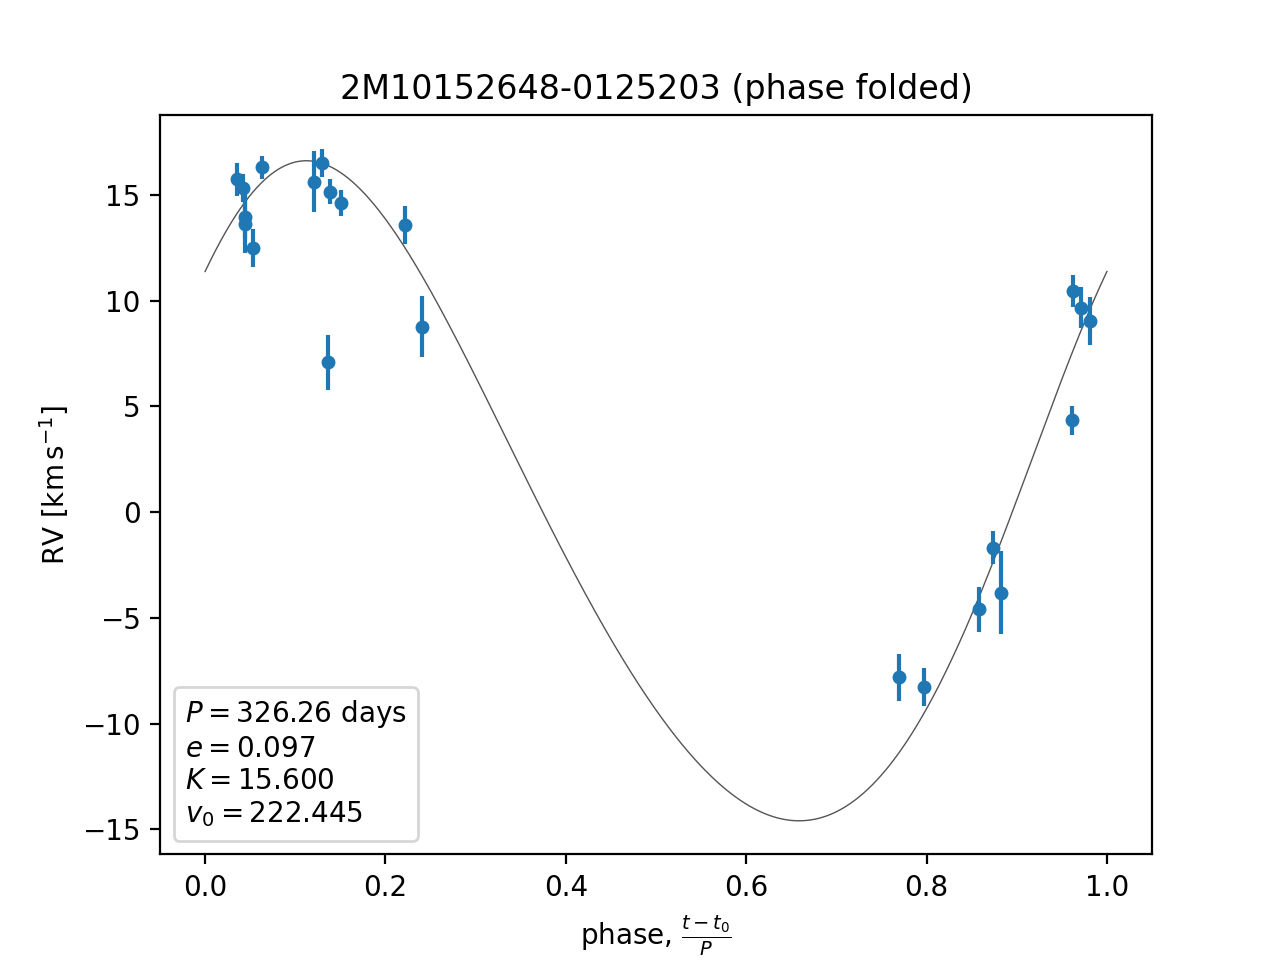 2M10152648-0125203 (phase folded)
RV [km s⁻¹]
15
10
5
0
−5
−10
−15
P = 326.26 days
e = 0.097
K = 15.600
v₀ = 222.445
0.0 0.2 0.4 0.6 0.8 1.0
phase, (t − t₀)/P